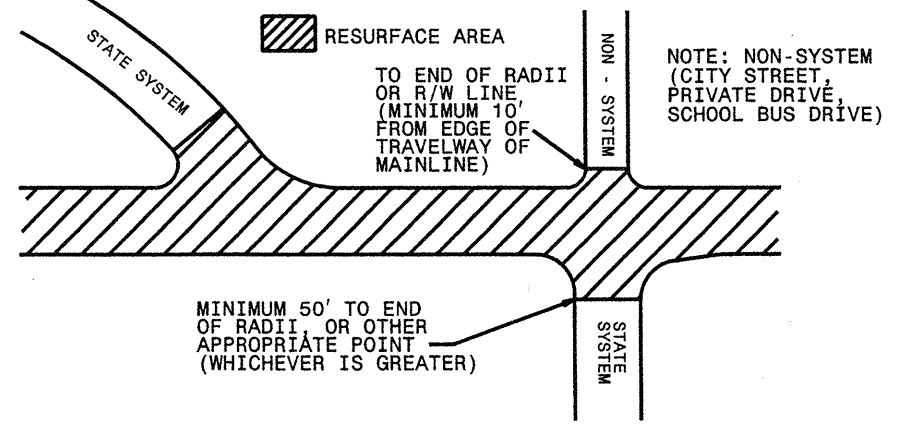 STATE SYSTEM
RESURFACE AREA
TO END OF RADII
OR R/W LINE
(MINIMUM 10'
FROM EDGE OF
TRAVELWAY OF
MAINLINE)
NON - SYSTEM
NOTE: NON-SYSTEM
(CITY STREET,
PRIVATE DRIVE,
SCHOOL BUS DRIVE)
MINIMUM 50' TO END
OF RADII, OR OTHER
APPROPRIATE POINT
(WHICHEVER IS GREATER)
STATE
SYSTEM